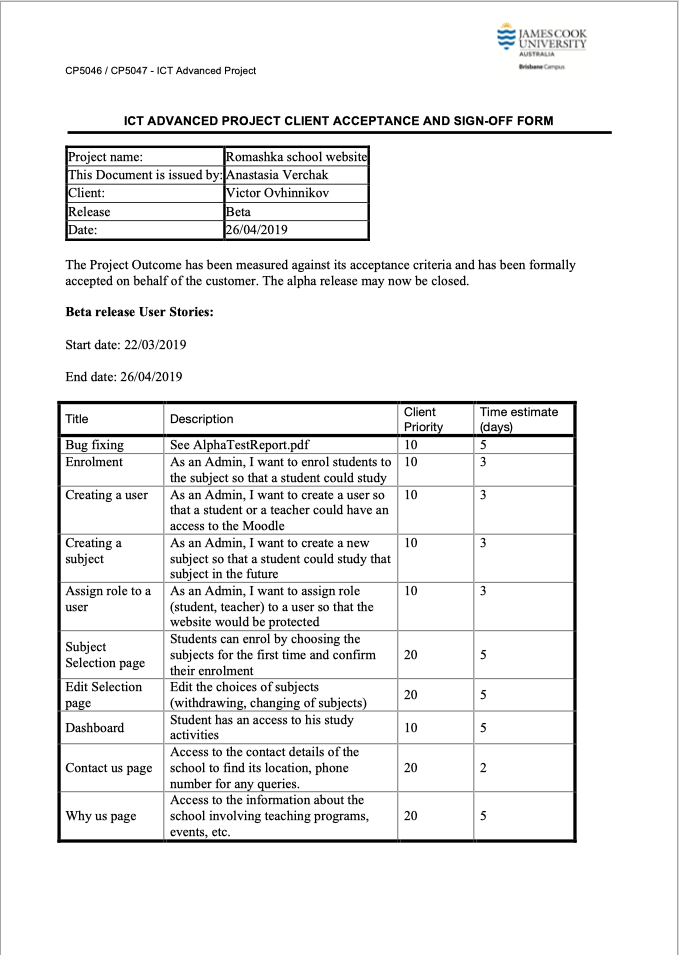 JAMES COOK
UNIVERSITY
AUSTRALIA
Brisbane Campus
CP5046 / CP5047 - ICT Advanced Project
ICT ADVANCED PROJECT CLIENT ACCEPTANCE AND SIGN-OFF FORM
Project name: Romashka school website
This Document is issued by: Anastasia Verchak
Client: Victor Ovhinnikov
Release Beta
Date: 26/04/2019
The Project Outcome has been measured against its acceptance criteria and has been formally
accepted on behalf of the customer. The alpha release may now be closed.
Beta release User Stories:
Start date: 22/03/2019
End date: 26/04/2019
Title Description Client Priority Time estimate (days)
Bug fixing See AlphaTestReport.pdf 10 5
Enrolment As an Admin, I want to enrol students to 10 3
the subject so that a student could study
Creating a user As an Admin, I want to create a user so 10 3
that a student or a teacher could have an
access to the Moodle
Creating a As an Admin, I want to create a new 10 3
subject subject so that a student could study that
subject in the future
Assign role to a As an Admin, I want to assign role 10 3
user (student, teacher) to a user so that the
website would be protected
Subject Students can enrol by choosing the
Selection page subjects for the first time and confirm 20 5
their enrolment
Edit Selection Edit the choices of subjects 20 5
page (withdrawing, changing of subjects)
Dashboard Student has an access to his study 10 5
activities
Access to the contact details of the
Contact us page school to find its location, phone 20 2
number for any queries.
Access to the information about the
Why us page school involving teaching programs, 20 5
events, etc.